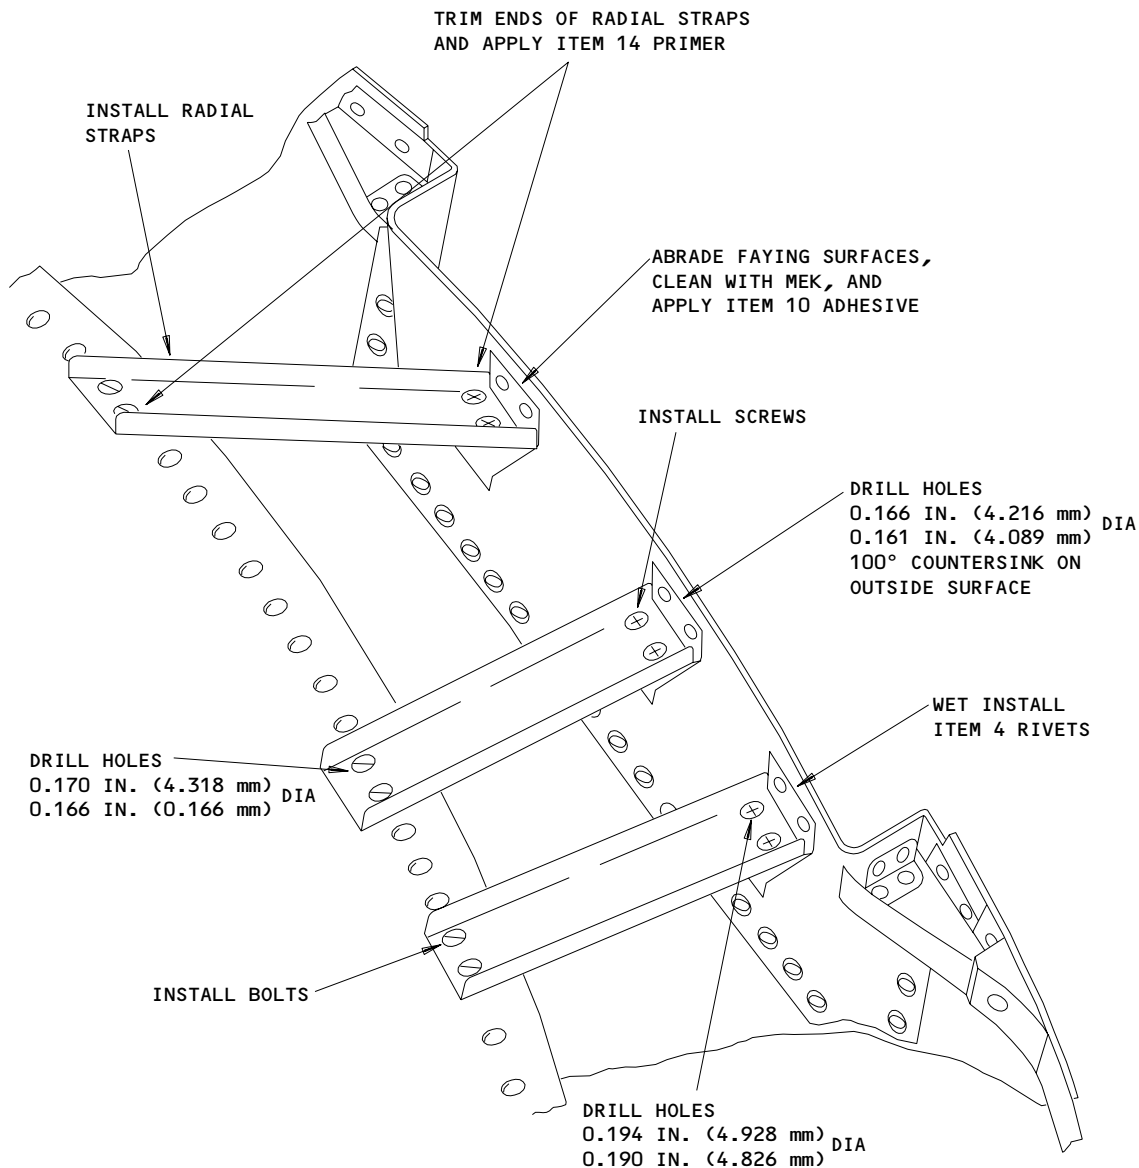 TRIM ENDS OF RADIAL STRAPS
AND APPLY ITEM 14 PRIMER
INSTALL RADIAL
STRAPS
ABRADE FAYING SURFACES,
CLEAN WITH MEK, AND
APPLY ITEM 10 ADHESIVE
INSTALL SCREWS
DRILL HOLES
0.166 IN. (4.216 mm)
0.161 IN. (4.089 mm) DIA
100° COUNTERSINK ON
OUTSIDE SURFACE
WET INSTALL
ITEM 4 RIVETS
DRILL HOLES
0.170 IN. (4.318 mm)
0.166 IN. (0.166 mm) DIA
INSTALL BOLTS
DRILL HOLES
0.194 IN. (4.928 mm)
0.190 IN. (4.826 mm) DIA